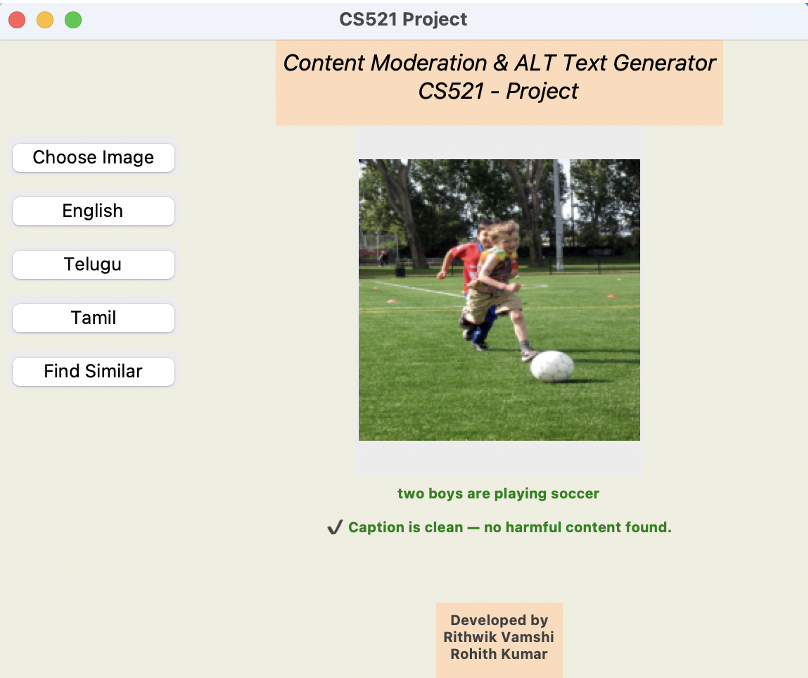 CS521 Project
Content Moderation & ALT Text Generator
CS521 - Project
Choose Image
English
Telugu
Tamil
Find Similar
two boys are playing soccer
✔ Caption is clean — no harmful content found.
Developed by
Rithwik Vamshi
Rohith Kumar